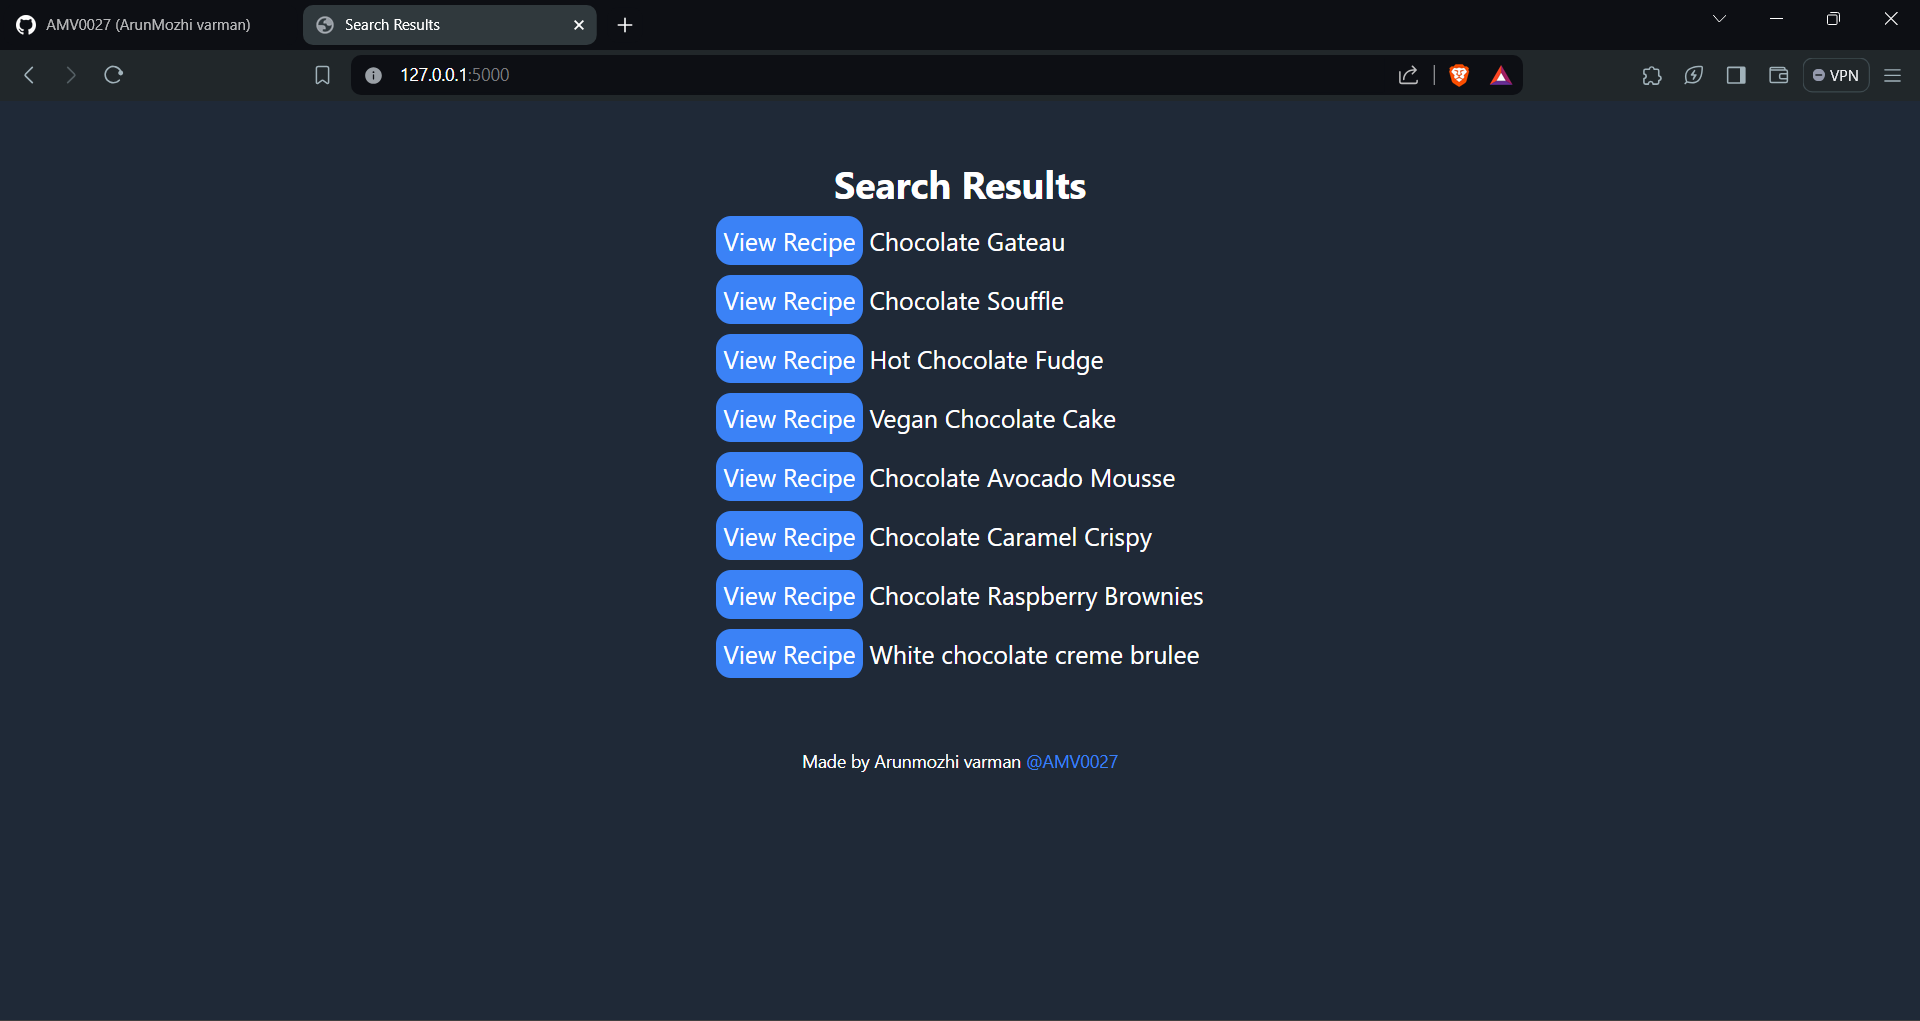 AMV0027 (ArunMozhi varman)
Search Results
127.0.0.1:5000
VPN
Search Results
View Recipe Chocolate Gateau
View Recipe Chocolate Souffle
View Recipe Hot Chocolate Fudge
View Recipe Vegan Chocolate Cake
View Recipe Chocolate Avocado Mousse
View Recipe Chocolate Caramel Crispy
View Recipe Chocolate Raspberry Brownies
View Recipe White chocolate creme brulee
Made by Arunmozhi varman @AMV0027